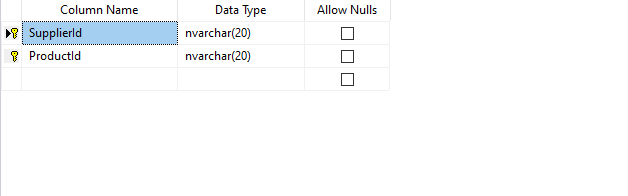 Column Name Data Type Allow Nulls
SupplierId nvarchar(20)
ProductId nvarchar(20)